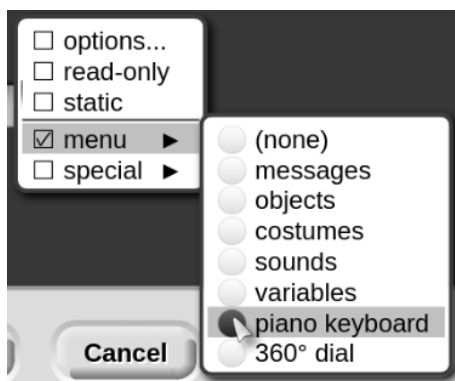 options...
read-only
static
menu ►
special ►
(none)
messages
objects
costumes
sounds
variables
piano keyboard
360° dial
Cancel